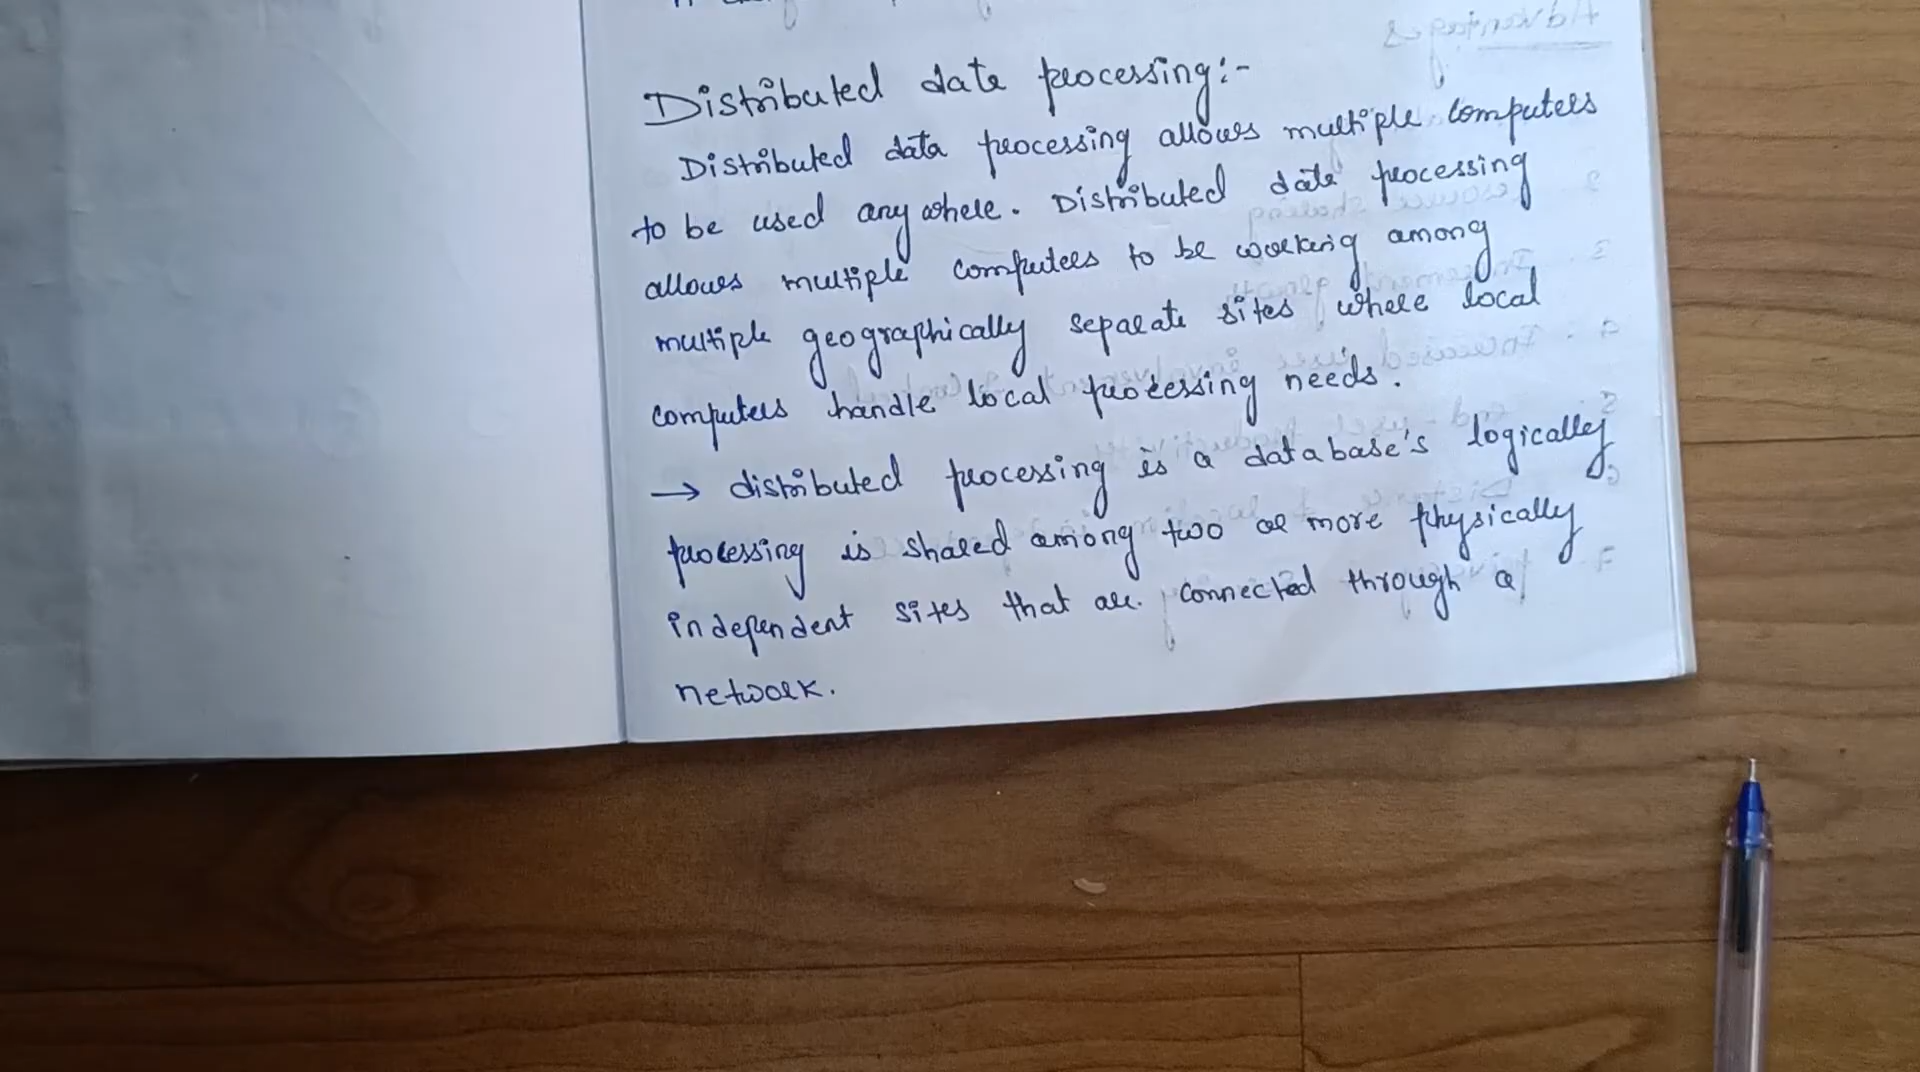 Distributed date processing:-
Distributed data processing allows multiple computers
to be used anywhere. Distributed date processing
allows multiple computers to be working among
multiple geographically separate sites where local
computers handle local processing needs.
→ distributed processing is a database's logically
processing is shared among two or more physically
independent sites that are connected through a
network.